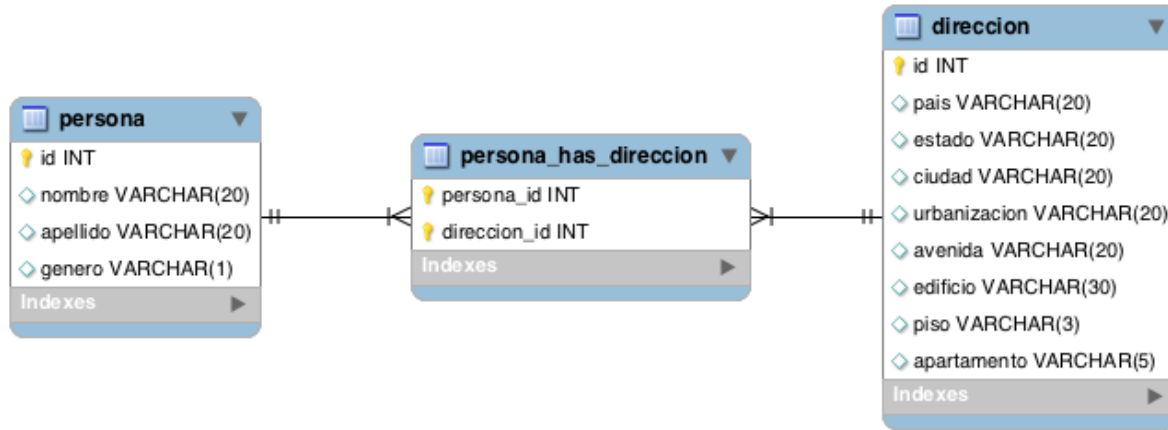 persona
id INT
nombre VARCHAR(20)
apellido VARCHAR(20)
genero VARCHAR(1)
Indexes
persona_has_direccion
persona_id INT
direccion_id INT
Indexes
direccion
id INT
pais VARCHAR(20)
estado VARCHAR(20)
ciudad VARCHAR(20)
urbanizacion VARCHAR(20)
avenida VARCHAR(20)
edificio VARCHAR(30)
piso VARCHAR(3)
apartamento VARCHAR(5)
Indexes